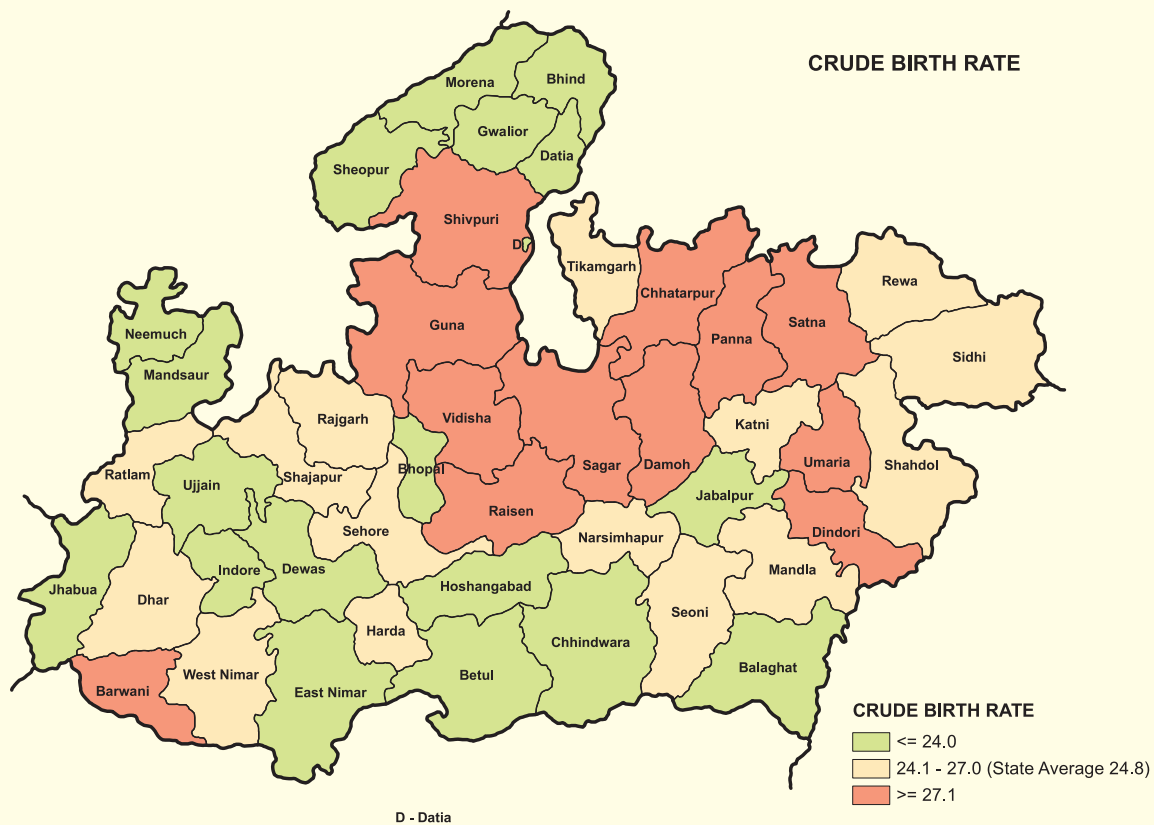 CRUDE BIRTH RATE
Morena
Bhind
Gwalior
Datia
Sheopur
Shivpuri
D
Tikamgarh
Rewa
Chhatarpur
Satna
Guna
Panna
Neemuch
Sidhi
Mandsaur
Rajgarh
Vidisha
Katni
Bhopal
Sagar
Damoh
Umaria
Shahdol
Ratlam
Shajapur
Ujjain
Jabalpur
Raisen
Sehore
Narsimhapur
Dindori
Indore
Dewas
Mandla
Jhabua
Dhar
Hoshangabad
Seoni
Harda
Chhindwara
Balaghat
West Nimar
Betul
Barwani
East Nimar
CRUDE BIRTH RATE
<= 24.0
24.1 - 27.0 (State Average 24.8)
>= 27.1
D - Datia